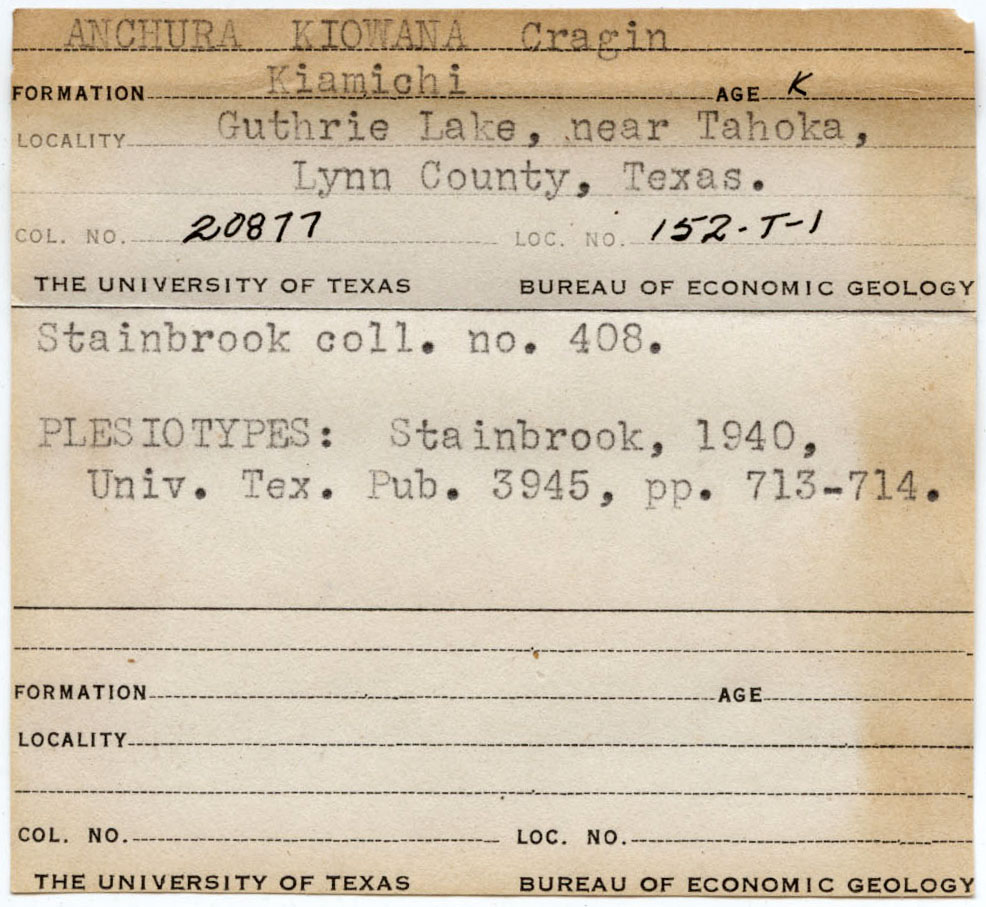 ANCHURA KIOWANA Cragin
FORMATION Kiamichi AGE K
LOCALITY Guthrie Lake, near Tahoka,
Lynn County, Texas.
COL. NO. 20877 LOC. NO. 152-T-1
THE UNIVERSITY OF TEXAS BUREAU OF ECONOMIC GEOLOGY
Stainbrook coll. no. 408.
PLESIOTYPES: Stainbrook, 1940,
Univ. Tex. Pub. 3945, pp. 713-714.
FORMATION AGE
LOCALITY
COL. NO. LOC. NO.
THE UNIVERSITY OF TEXAS BUREAU OF ECONOMIC GEOLOGY